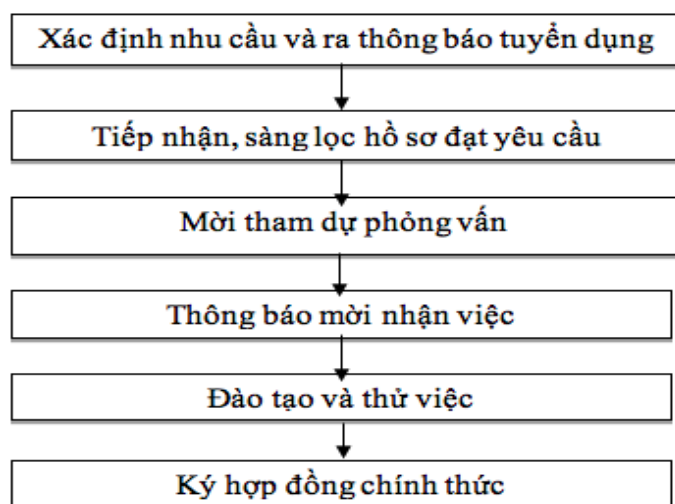 Xác định nhu cầu và ra thông báo tuyển dụng
Tiếp nhận, sàng lọc hồ sơ đạt yêu cầu
Mời tham dự phỏng vấn
Thông báo mời nhận việc
Đào tạo và thử việc
Ký hợp đồng chính thức